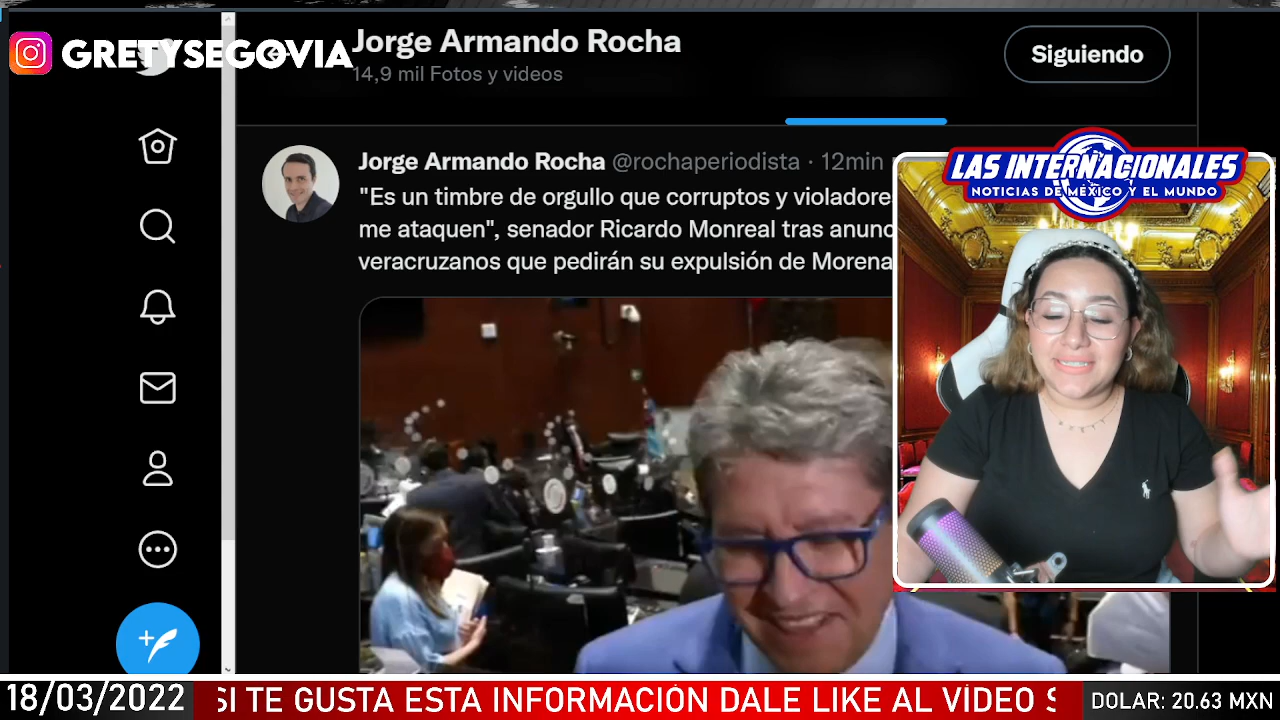 GRETYSEGOVIA
Jorge Armando Rocha
14,9 mil Fotos y videos
Siguiendo
Jorge Armando Rocha @rochaperiodista · 12min
"Es un timbre de orgullo que corruptos y violadore
me ataquen", senador Ricardo Monreal tras anunc
veracruzanos que pedirán su expulsión de Morena
LAS INTERNACIONALES
NOTICIAS DE MÉXICO Y EL MUNDO
18/03/2022
SI TE GUSTA ESTA INFORMACIÓN DALE LIKE AL VÍDEO S
DOLAR: 20.63 MXN